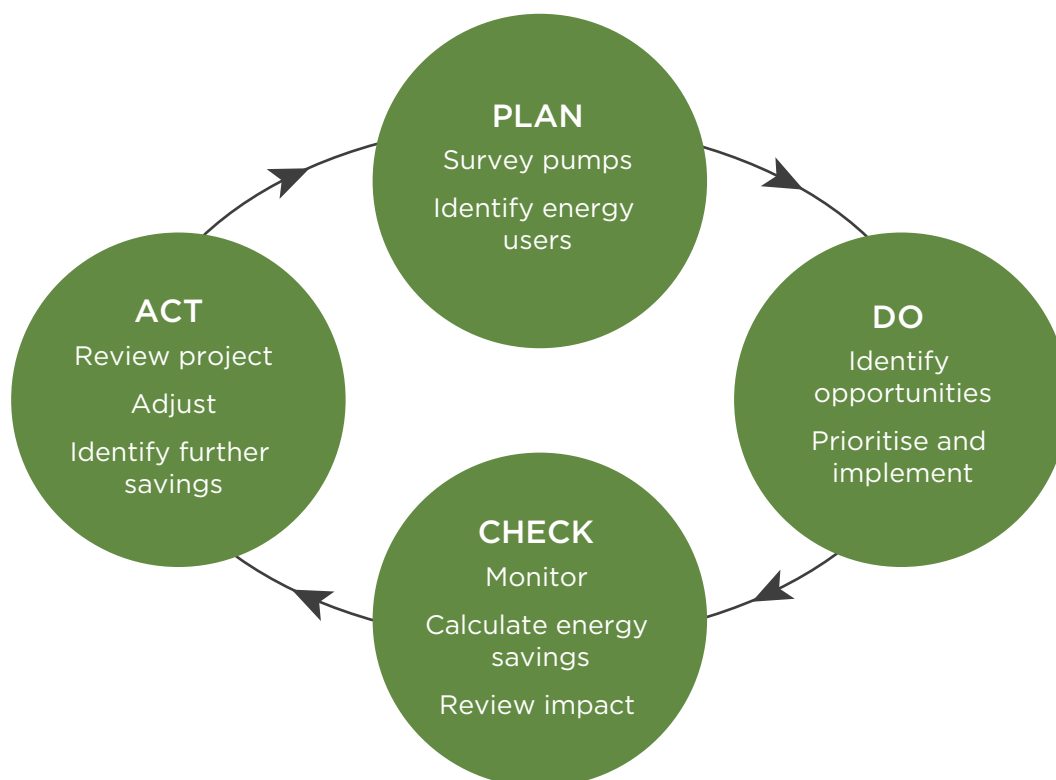 PLAN
Survey pumps
Identify energy
users
DO
Identify
opportunities
Prioritise and
implement
CHECK
Monitor
Calculate energy
savings
Review impact
ACT
Review project
Adjust
Identify further
savings